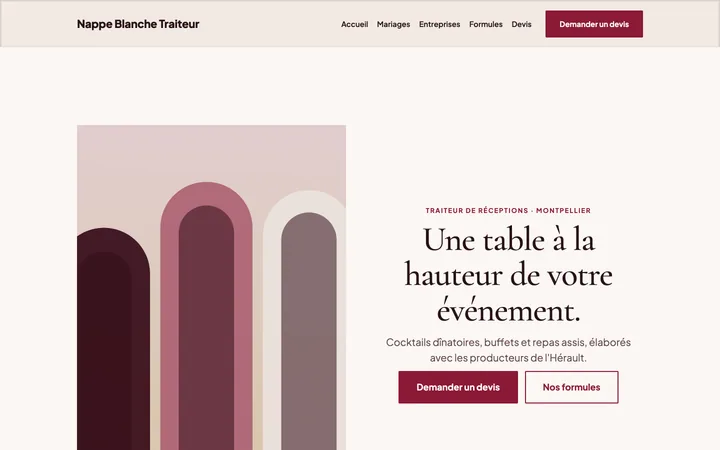 Nappe Blanche Traiteur
Accueil Mariages Entreprises Formules Devis Demander un devis
TRAITEUR DE RÉCEPTIONS · MONTPELLIER
Une table à la
hauteur de votre
événement.
Cocktails dînatoires, buffets et repas assis, élaborés
avec les producteurs de l'Hérault.
Demander un devis Nos formules